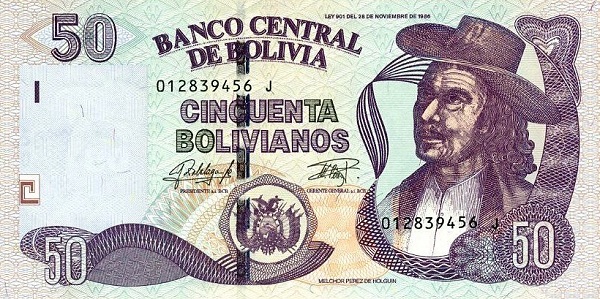 50
LEY 901 DEL 28 DE NOVIEMBRE DE 1986
BANCO CENTRAL
DE BOLIVIA
012839456 J
CINCUENTA
BOLIVIANOS
PRESIDENTE a.i. BCB
GERENTE GENERAL a.i. BCB
012839456 J
50
50
MELCHOR PEREZ DE HOLGUIN